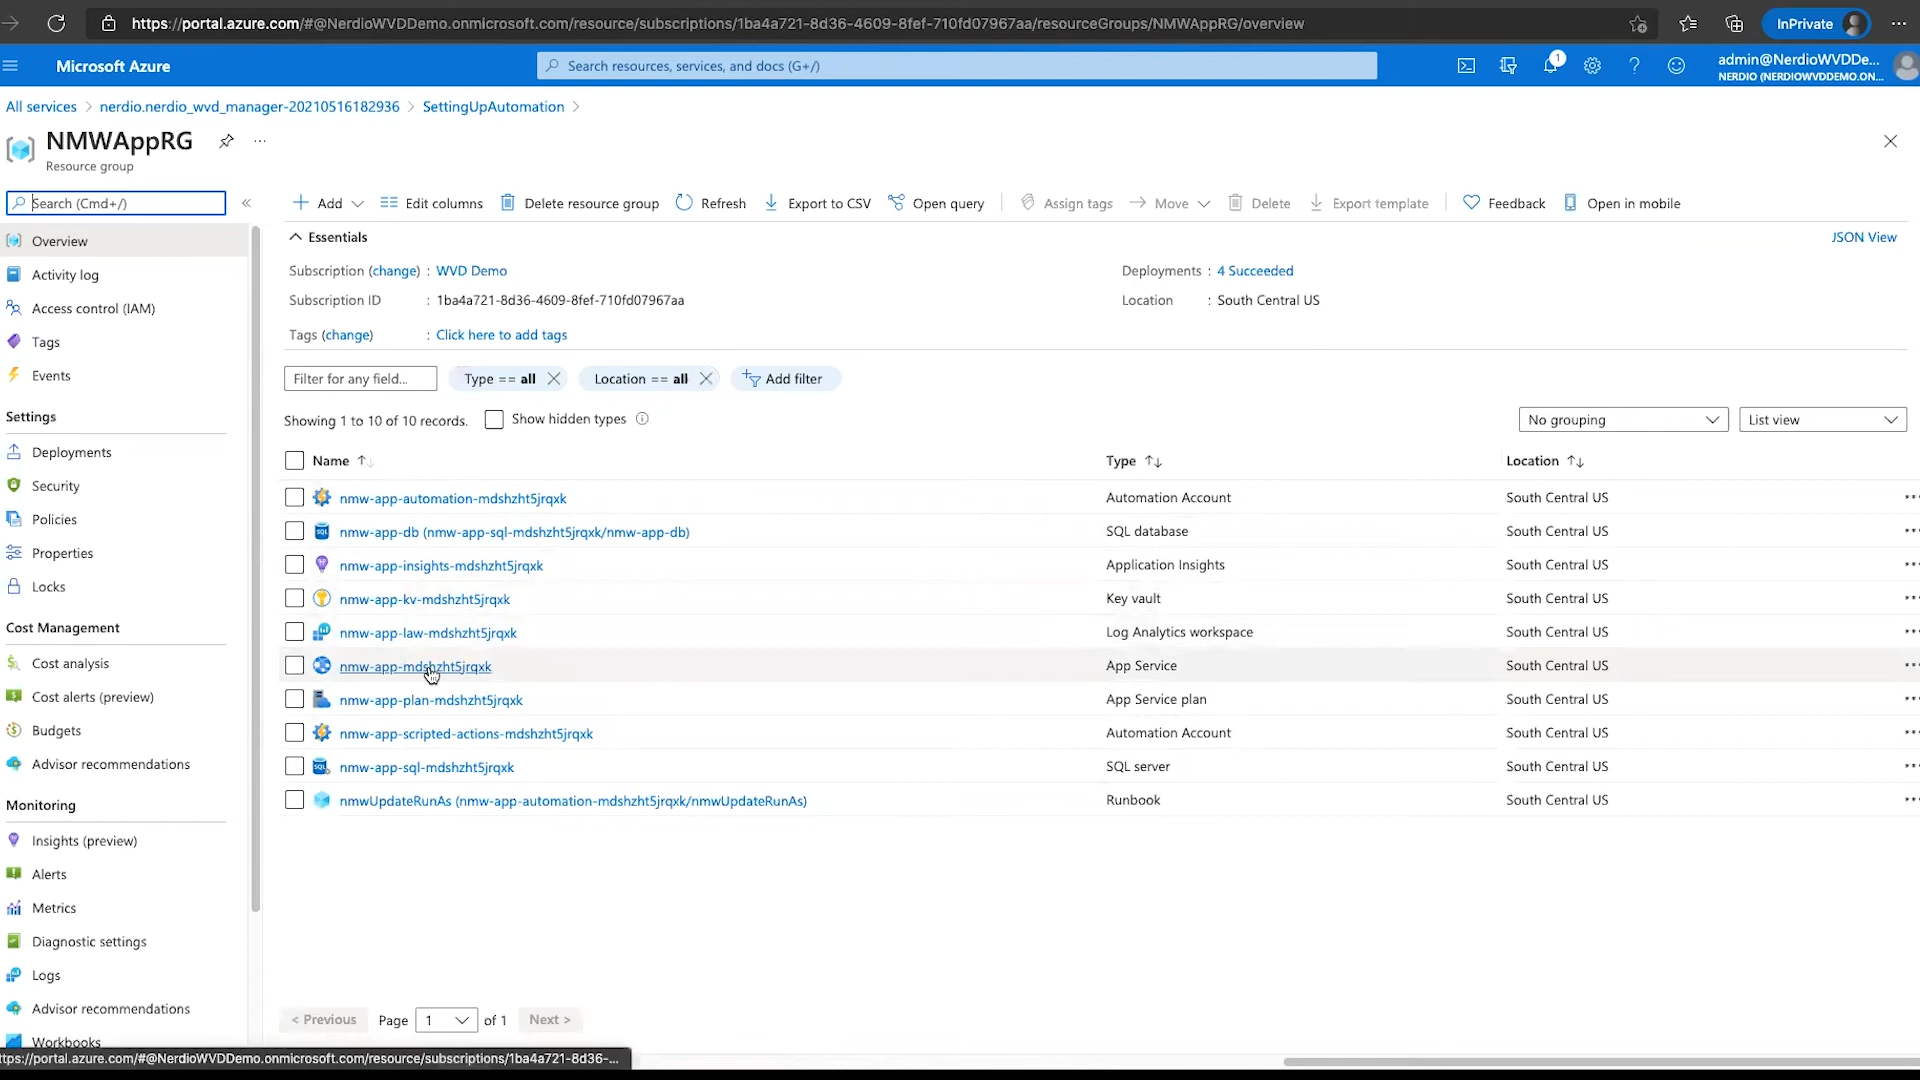 https://portal.azure.com/#@NerdioWVDDemo.onmicrosoft.com/resource/subscriptions/1ba4a721-8d36-4609-8fef-710fd07967aa/resourceGroups/NMWAppRG/overview
InPrivate
Microsoft Azure
Search resources, services, and docs (G+/)
1
admin@NerdioWVDDe...
NERDIO (NERDIOWVDDEMO.ON...
All services > nerdio.nerdio_wvd_manager-20210516182936 > SettingUpAutomation >
NMWAppRG
Resource group
Search (Cmd+/)
Add
Edit columns
Delete resource group
Refresh
Export to CSV
Open query
Assign tags
Move
Delete
Export template
Feedback
Open in mobile
Overview
Activity log
Access control (IAM)
Tags
Events
Settings
Deployments
Security
Policies
Properties
Locks
Cost Management
Cost analysis
Cost alerts (preview)
Budgets
Advisor recommendations
Monitoring
Insights (preview)
Alerts
Metrics
Diagnostic settings
Logs
Advisor recommendations
Workbooks
Essentials
JSON View
Subscription (change) : WVD Demo
Deployments : 4 Succeeded
Subscription ID : 1ba4a721-8d36-4609-8fef-710fd07967aa
Location : South Central US
Tags (change) : Click here to add tags
Filter for any field...
Type == all
Location == all
Add filter
Showing 1 to 10 of 10 records.
Show hidden types
No grouping
List view
Name Type Location
nmw-app-automation-mdshzht5jrqxk Automation Account South Central US
nmw-app-db (nmw-app-sql-mdshzht5jrqxk/nmw-app-db) SQL database South Central US
nmw-app-insights-mdshzht5jrqxk Application Insights South Central US
nmw-app-kv-mdshzht5jrqxk Key vault South Central US
nmw-app-law-mdshzht5jrqxk Log Analytics workspace South Central US
nmw-app-mdshzht5jrqxk App Service South Central US
nmw-app-plan-mdshzht5jrqxk App Service plan South Central US
nmw-app-scripted-actions-mdshzht5jrqxk Automation Account South Central US
nmw-app-sql-mdshzht5jrqxk SQL server South Central US
nmwUpdateRunAs (nmw-app-automation-mdshzht5jrqxk/nmwUpdateRunAs) Runbook South Central US
< Previous Page 1 of 1 Next >
ttps://portal.azure.com/#@NerdioWVDDemo.onmicrosoft.com/resource/subscriptions/1ba4a721-8d36-...